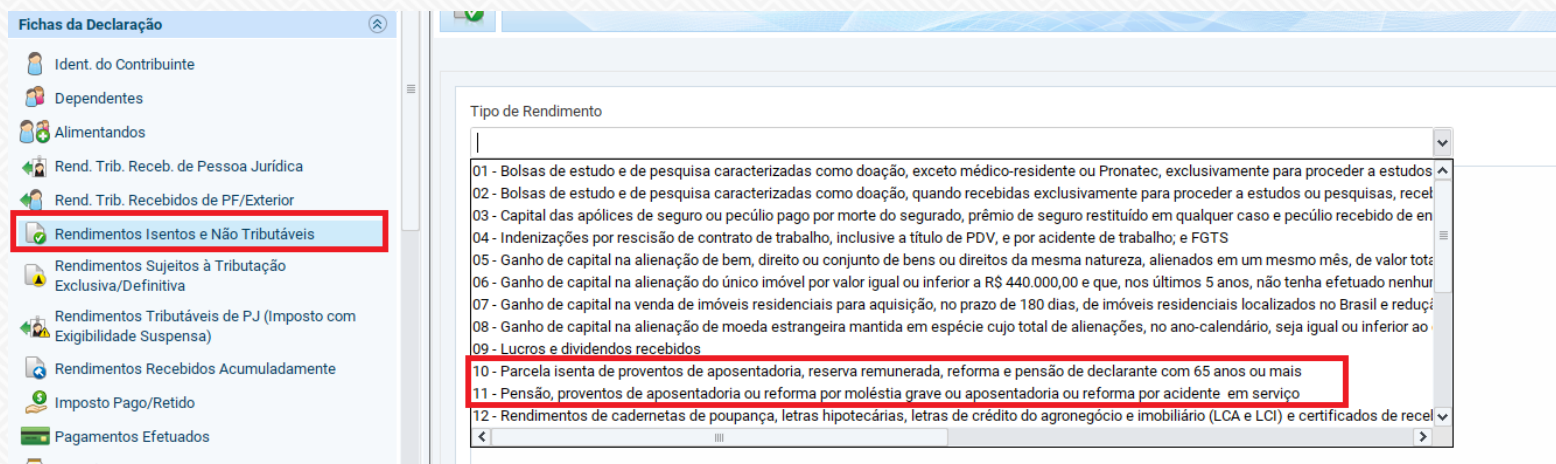 Fichas da Declaração
Ident. do Contribuinte
Dependentes
Alimentandos
Rend. Trib. Receb. de Pessoa Jurídica
Rend. Trib. Recebidos de PF/Exterior
Rendimentos Isentos e Não Tributáveis
Rendimentos Sujeitos à Tributação
Exclusiva/Definitiva
Rendimentos Tributáveis de PJ (Imposto com
Exigibilidade Suspensa)
Rendimentos Recebidos Acumuladamente
Imposto Pago/Retido
Pagamentos Efetuados
Tipo de Rendimento
01 - Bolsas de estudo e de pesquisa caracterizadas como doação, exceto médico-residente ou Pronatec, exclusivamente para proceder a estudos
02 - Bolsas de estudo e de pesquisa caracterizadas como doação, quando recebidas exclusivamente para proceder a estudos ou pesquisas, receb
03 - Capital das apólices de seguro ou pecúlio pago por morte do segurado, prêmio de seguro restituído em qualquer caso e pecúlio recebido de en
04 - Indenizações por rescisão de contrato de trabalho, inclusive a título de PDV, e por acidente de trabalho; e FGTS
05 - Ganho de capital na alienação de bem, direito ou conjunto de bens ou direitos da mesma natureza, alienados em um mesmo mês, de valor tota
06 - Ganho de capital na alienação do único imóvel por valor igual ou inferior a R$ 440.000,00 e que, nos últimos 5 anos, não tenha efetuado nenhum
07 - Ganho de capital na venda de imóveis residenciais para aquisição, no prazo de 180 dias, de imóveis residenciais localizados no Brasil e reduçã
08 - Ganho de capital na alienação de moeda estrangeira mantida em espécie cujo total de alienações, no ano-calendário, seja igual ou inferior ao
09 - Lucros e dividendos recebidos
10 - Parcela isenta de proventos de aposentadoria, reserva remunerada, reforma e pensão de declarante com 65 anos ou mais
11 - Pensão, proventos de aposentadoria ou reforma por moléstia grave ou aposentadoria ou reforma por acidente em serviço
12 - Rendimentos de cadernetas de poupança, letras hipotecárias, letras de crédito do agronegócio e imobiliário (LCA e LCI) e certificados de recel